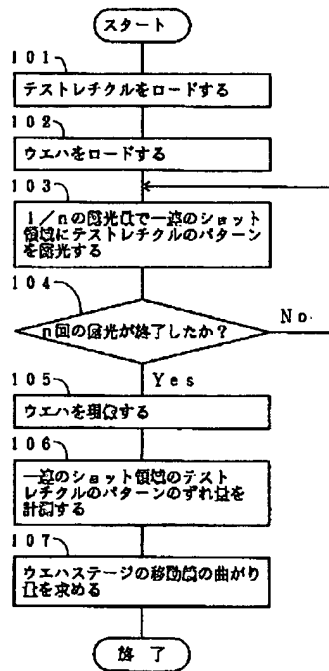 スタート
101
テストレチクルをロードする
102
ウエハをロードする
103
1/nの露光量で一連のショット
領域にテストレチクルのパターン
を露光する
104
n回の露光が終了したか?
No
Yes
105
ウエハを現像する
106
一連のショット領域のテスト
レチクルのパターンのずれ量を
計測する
107
ウエハステージの移動鏡の曲がり
量を求める
終了